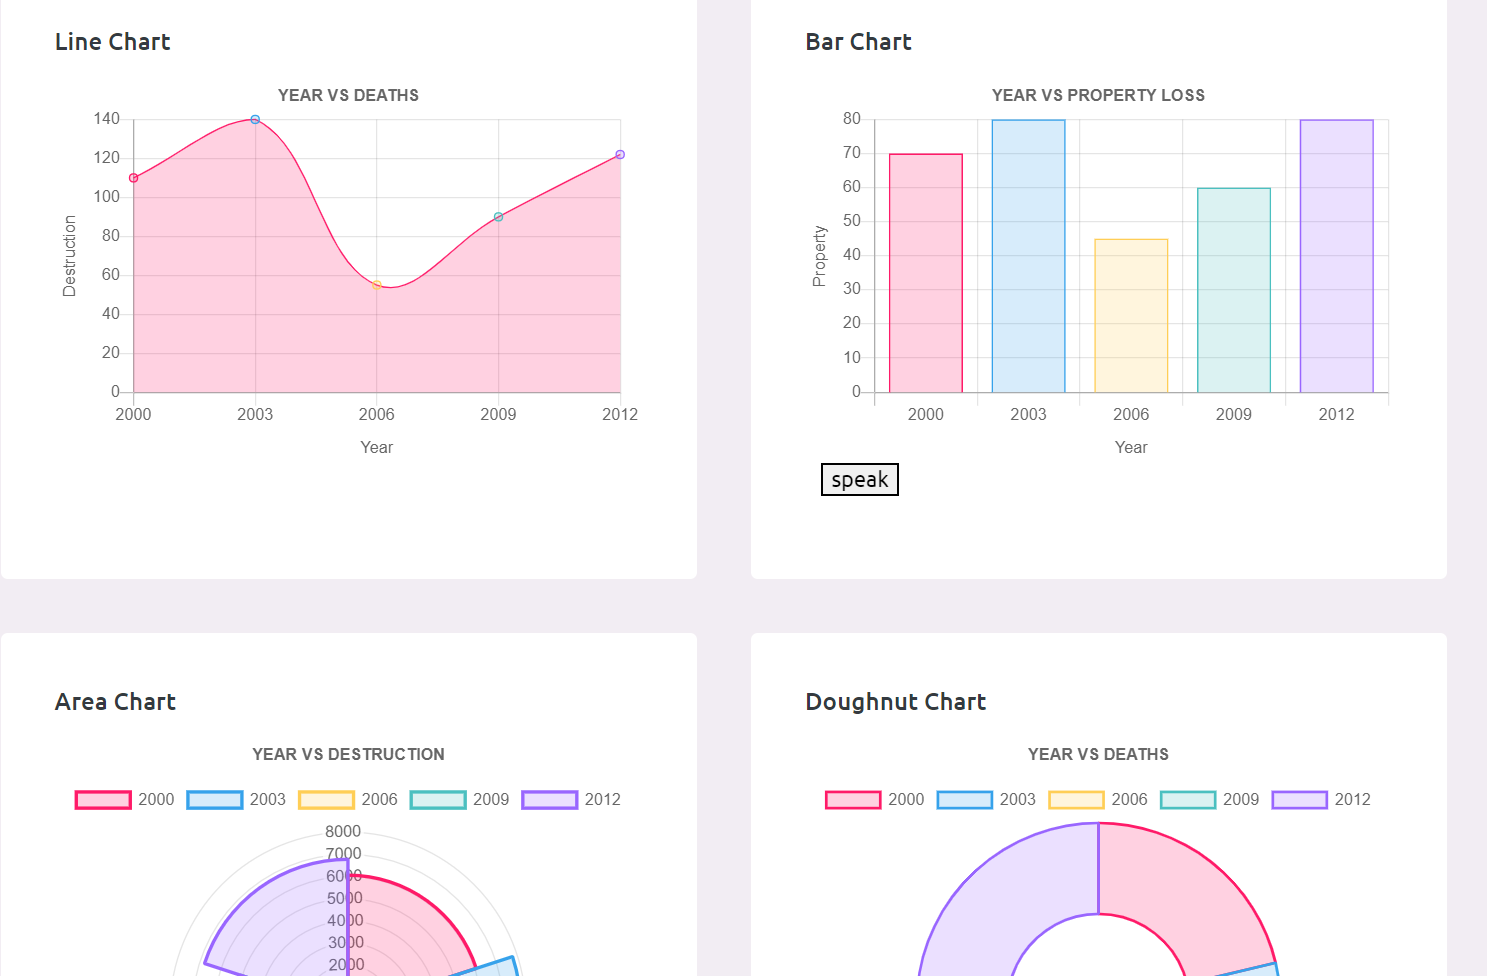 Line Chart
YEAR VS DEATHS
140
120
100
80
60
40
20
0
Destruction
2000 2003 2006 2009 2012
Year
Bar Chart
YEAR VS PROPERTY LOSS
80
70
60
50
40
30
20
10
0
Property
2000 2003 2006 2009 2012
Year
speak
Area Chart
YEAR VS DESTRUCTION
2000 2003 2006 2009 2012
8000
7000
6000
5000
4000
3000
2000
Doughnut Chart
YEAR VS DEATHS
2000 2003 2006 2009 2012